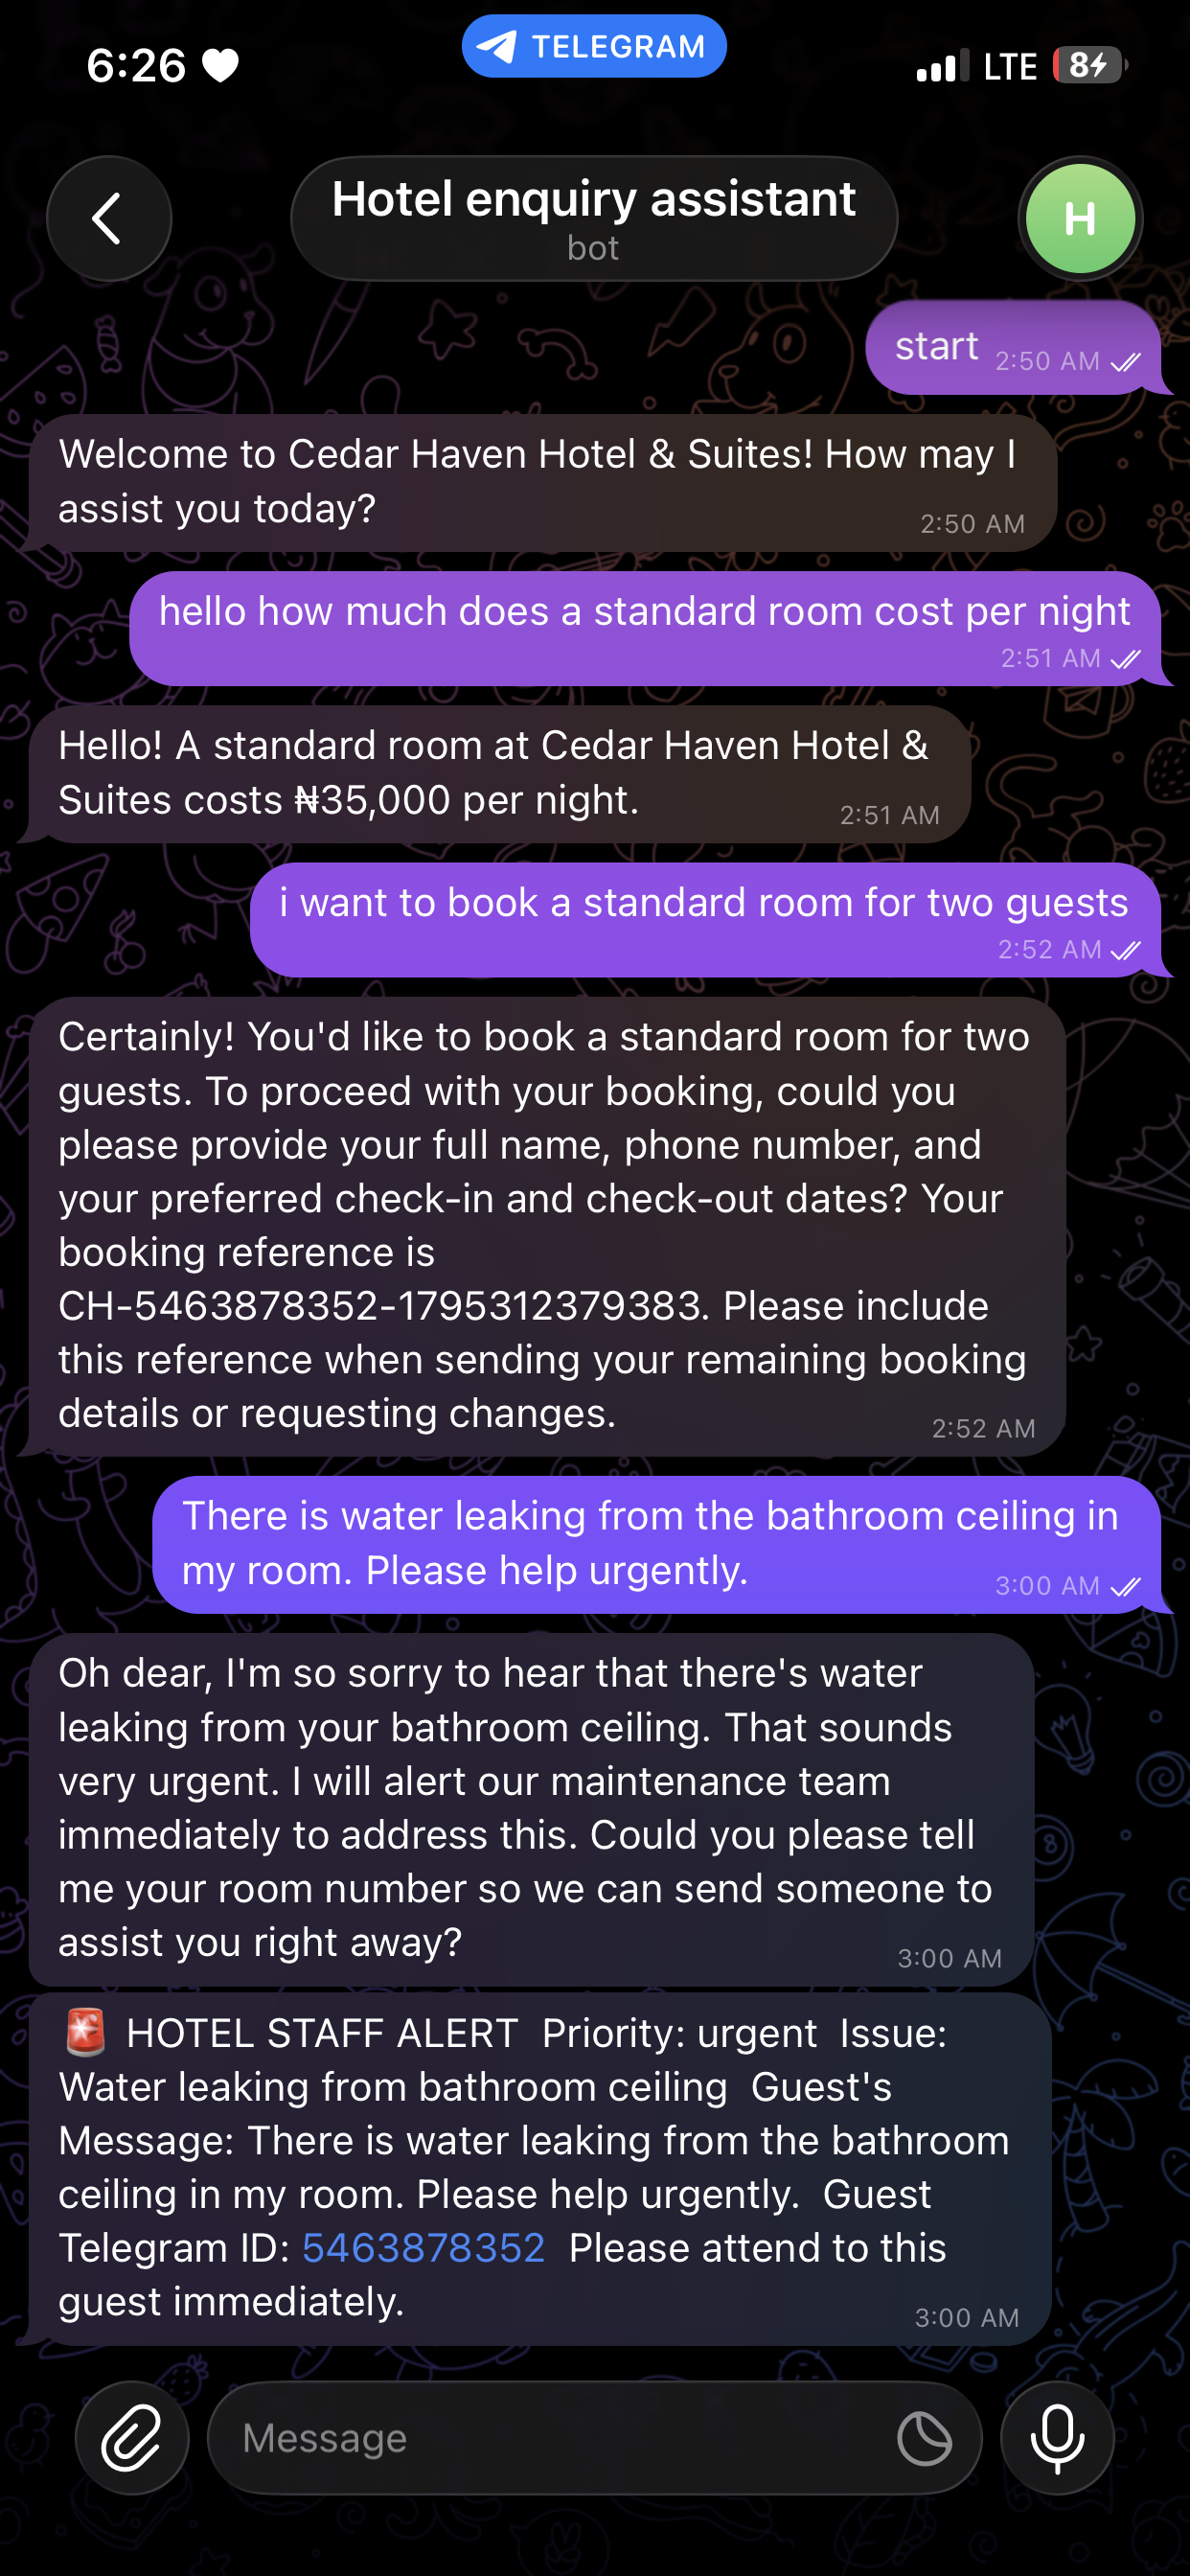 6:26
TELEGRAM
LTE
8
Hotel enquiry assistant
bot
H
start 2:50 AM
Welcome to Cedar Haven Hotel & Suites! How may I
assist you today?
2:50 AM
hello how much does a standard room cost per night
2:51 AM
Hello! A standard room at Cedar Haven Hotel &
Suites costs ₦35,000 per night.
2:51 AM
i want to book a standard room for two guests
2:52 AM
Certainly! You'd like to book a standard room for two
guests. To proceed with your booking, could you
please provide your full name, phone number, and
your preferred check-in and check-out dates? Your
booking reference is
CH-5463878352-1795312379383. Please include
this reference when sending your remaining booking
details or requesting changes.
2:52 AM
There is water leaking from the bathroom ceiling in
my room. Please help urgently.
3:00 AM
Oh dear, I'm so sorry to hear that there's water
leaking from your bathroom ceiling. That sounds
very urgent. I will alert our maintenance team
immediately to address this. Could you please tell
me your room number so we can send someone to
assist you right away?
3:00 AM
🚨 HOTEL STAFF ALERT Priority: urgent Issue:
Water leaking from bathroom ceiling Guest's
Message: There is water leaking from the bathroom
ceiling in my room. Please help urgently. Guest
Telegram ID: 5463878352 Please attend to this
guest immediately.
3:00 AM
Message